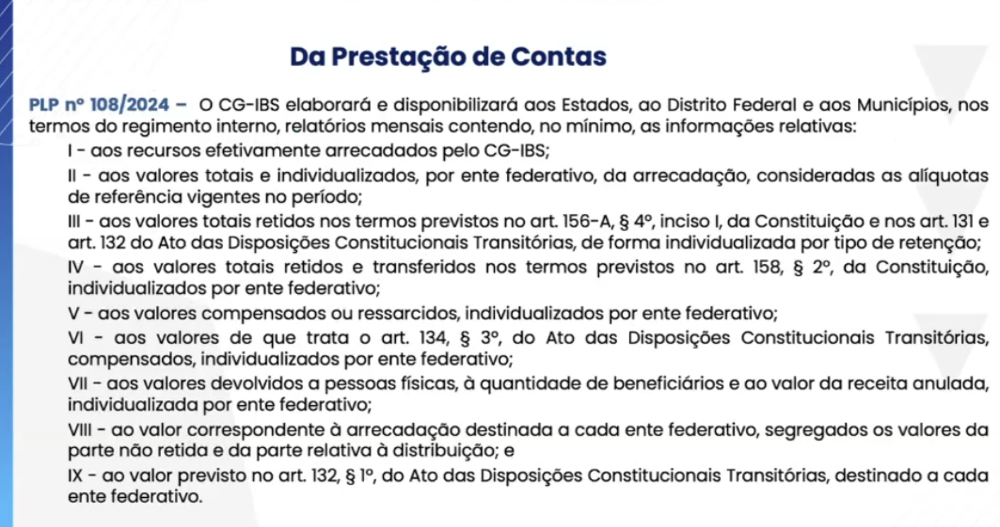 Da Prestação de Contas
PLP nº 108/2024 – O CG-IBS elaborará e disponibilizará aos Estados, ao Distrito Federal e aos Municípios, nos
termos do regimento interno, relatórios mensais contendo, no mínimo, as informações relativas:
I - aos recursos efetivamente arrecadados pelo CG-IBS;
II - aos valores totais e individualizados, por ente federativo, da arrecadação, consideradas as alíquotas
de referência vigentes no período;
III - aos valores totais retidos nos termos previstos no art. 156-A, § 4º, inciso I, da Constituição e nos art. 131 e
art. 132 do Ato das Disposições Constitucionais Transitórias, de forma individualizada por tipo de retenção;
IV - aos valores totais retidos e transferidos nos termos previstos no art. 158, § 2º, da Constituição,
individualizados por ente federativo;
V - aos valores compensados ou ressarcidos, individualizados por ente federativo;
VI - aos valores de que trata o art. 134, § 3º, do Ato das Disposições Constitucionais Transitórias,
compensados, individualizados por ente federativo;
VII - aos valores devolvidos a pessoas físicas, à quantidade de beneficiários e ao valor da receita anulada,
individualizada por ente federativo;
VIII - ao valor correspondente à arrecadação destinada a cada ente federativo, segregados os valores da
parte não retida e da parte relativa à distribuição; e
IX - ao valor previsto no art. 132, § 1º, do Ato das Disposições Constitucionais Transitórias, destinado a cada
ente federativo.